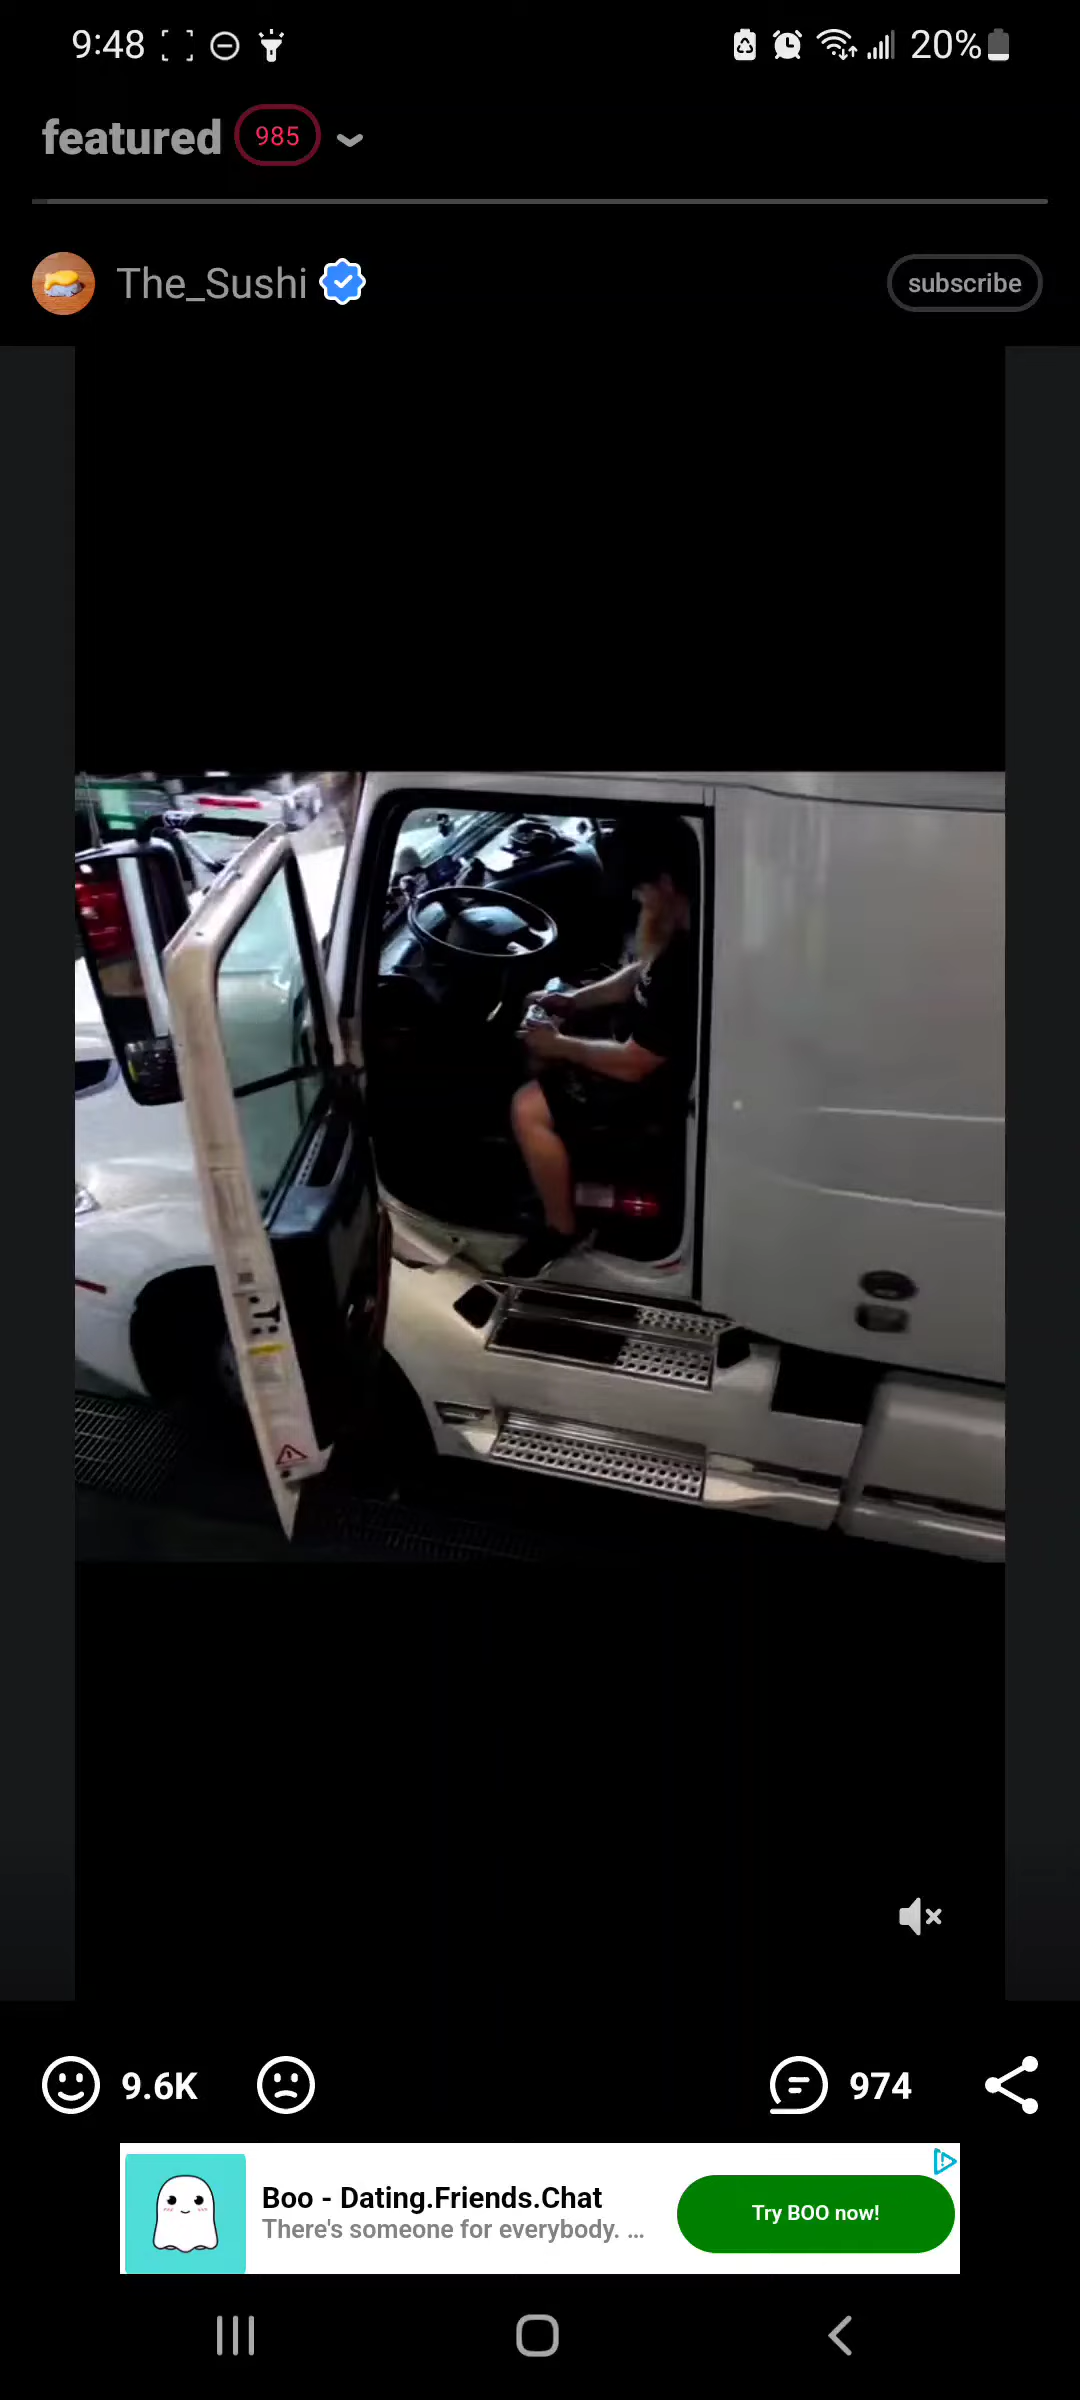 9:48
20%
featured 985
The_Sushi
subscribe
9.6K
974
Boo - Dating.Friends.Chat
There's someone for everybody. ...
Try BOO now!